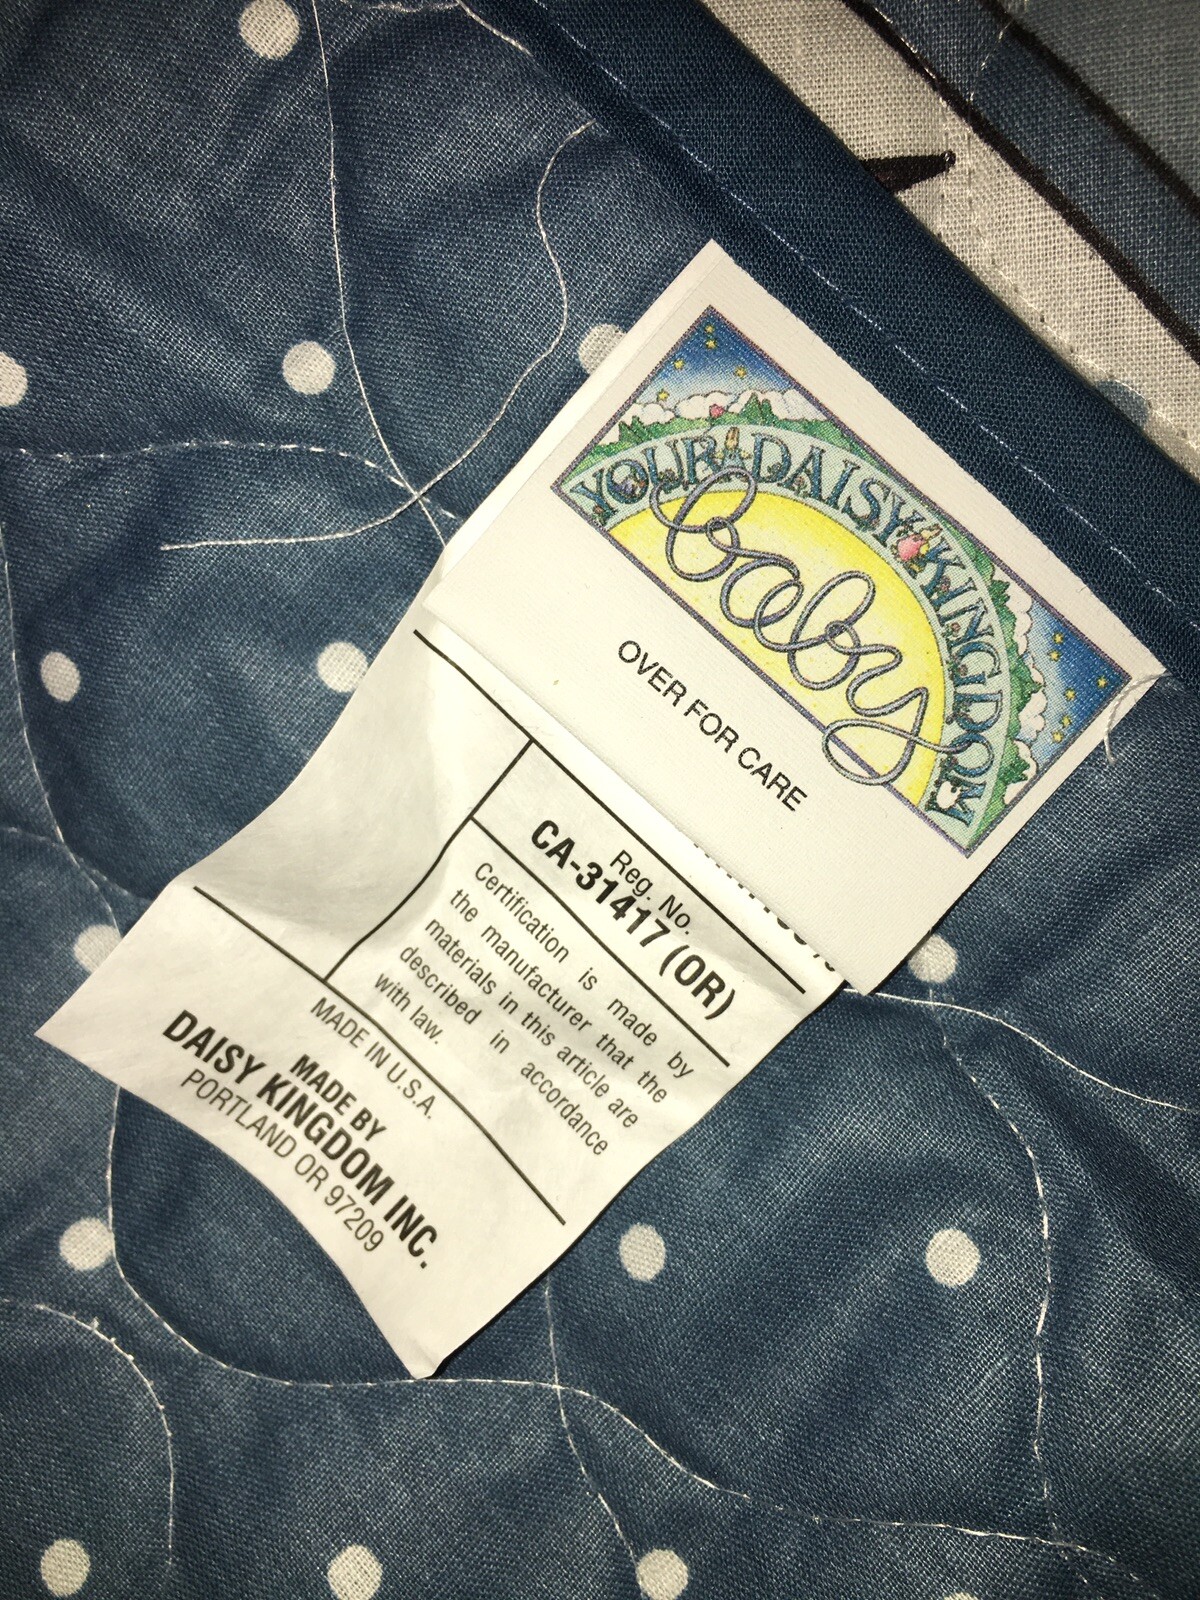 YOUR DAISY KINGDOM
baby
OVER FOR CARE
Reg. No.
CA-31417 (OR)
Certification is made by
the manufacturer that the
materials in this article are
described in accordance
with law.
MADE IN U.S.A.
MADE BY
DAISY KINGDOM INC.
PORTLAND OR 97209